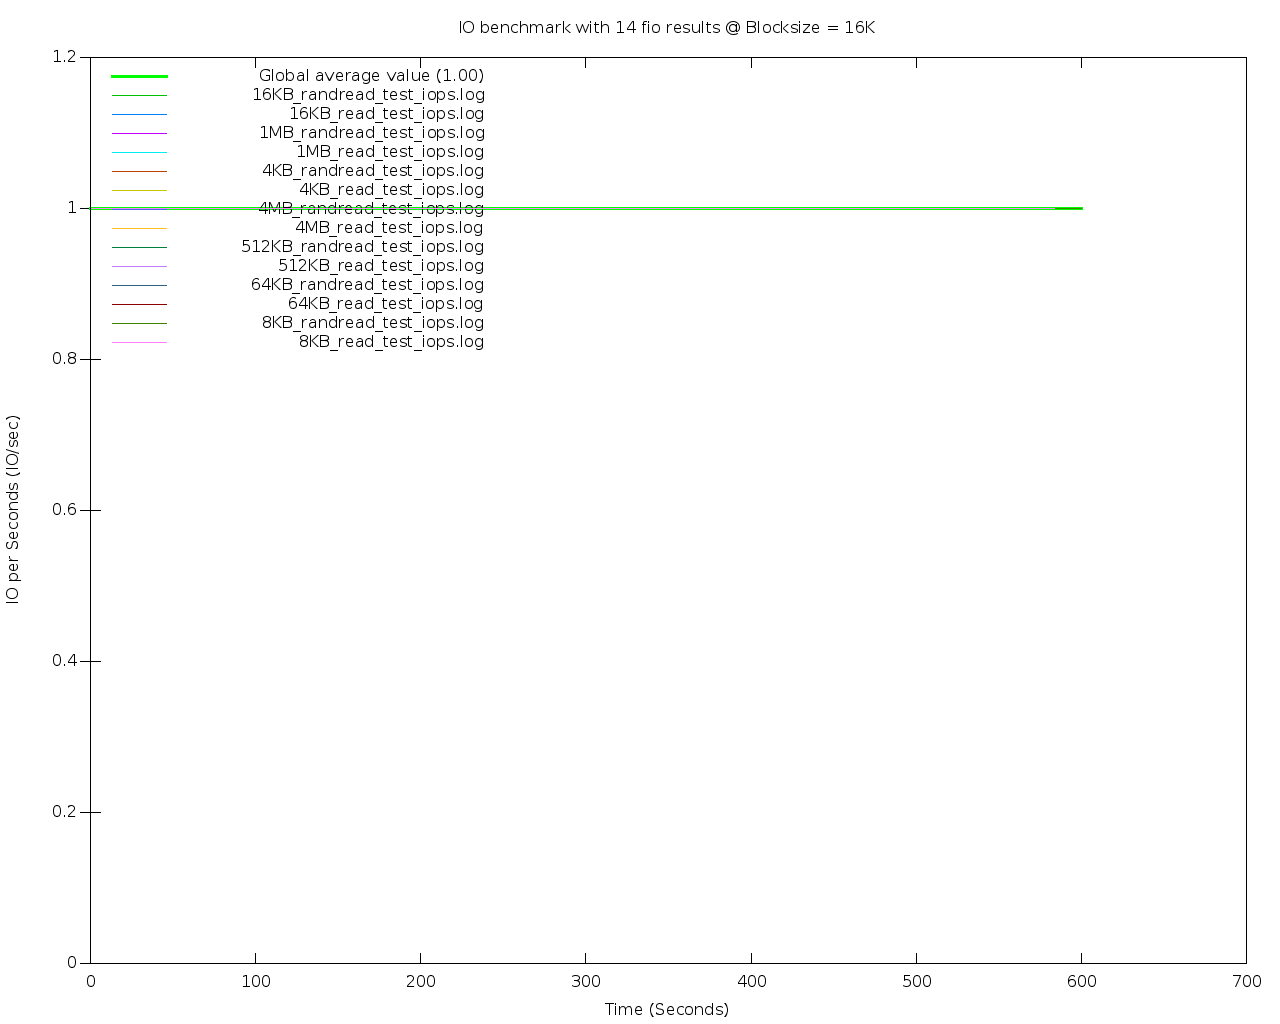 IO benchmark with 14 fio results @ Blocksize = 16K
1.2
Global average value (1.00)
16KB_randread_test_iops.log
16KB_read_test_iops.log
1MB_randread_test_iops.log
1MB_read_test_iops.log
4KB_randread_test_iops.log
4KB_read_test_iops.log
1
4MB_randread_test_iops.log
4MB_read_test_iops.log
512KB_randread_test_iops.log
512KB_read_test_iops.log
64KB_randread_test_iops.log
64KB_read_test_iops.log
8KB_randread_test_iops.log
8KB_read_test_iops.log
0.8
0.6
0.4
0.2
0
IO per Seconds (IO/sec)
0 100 200 300 400 500 600 700
Time (Seconds)